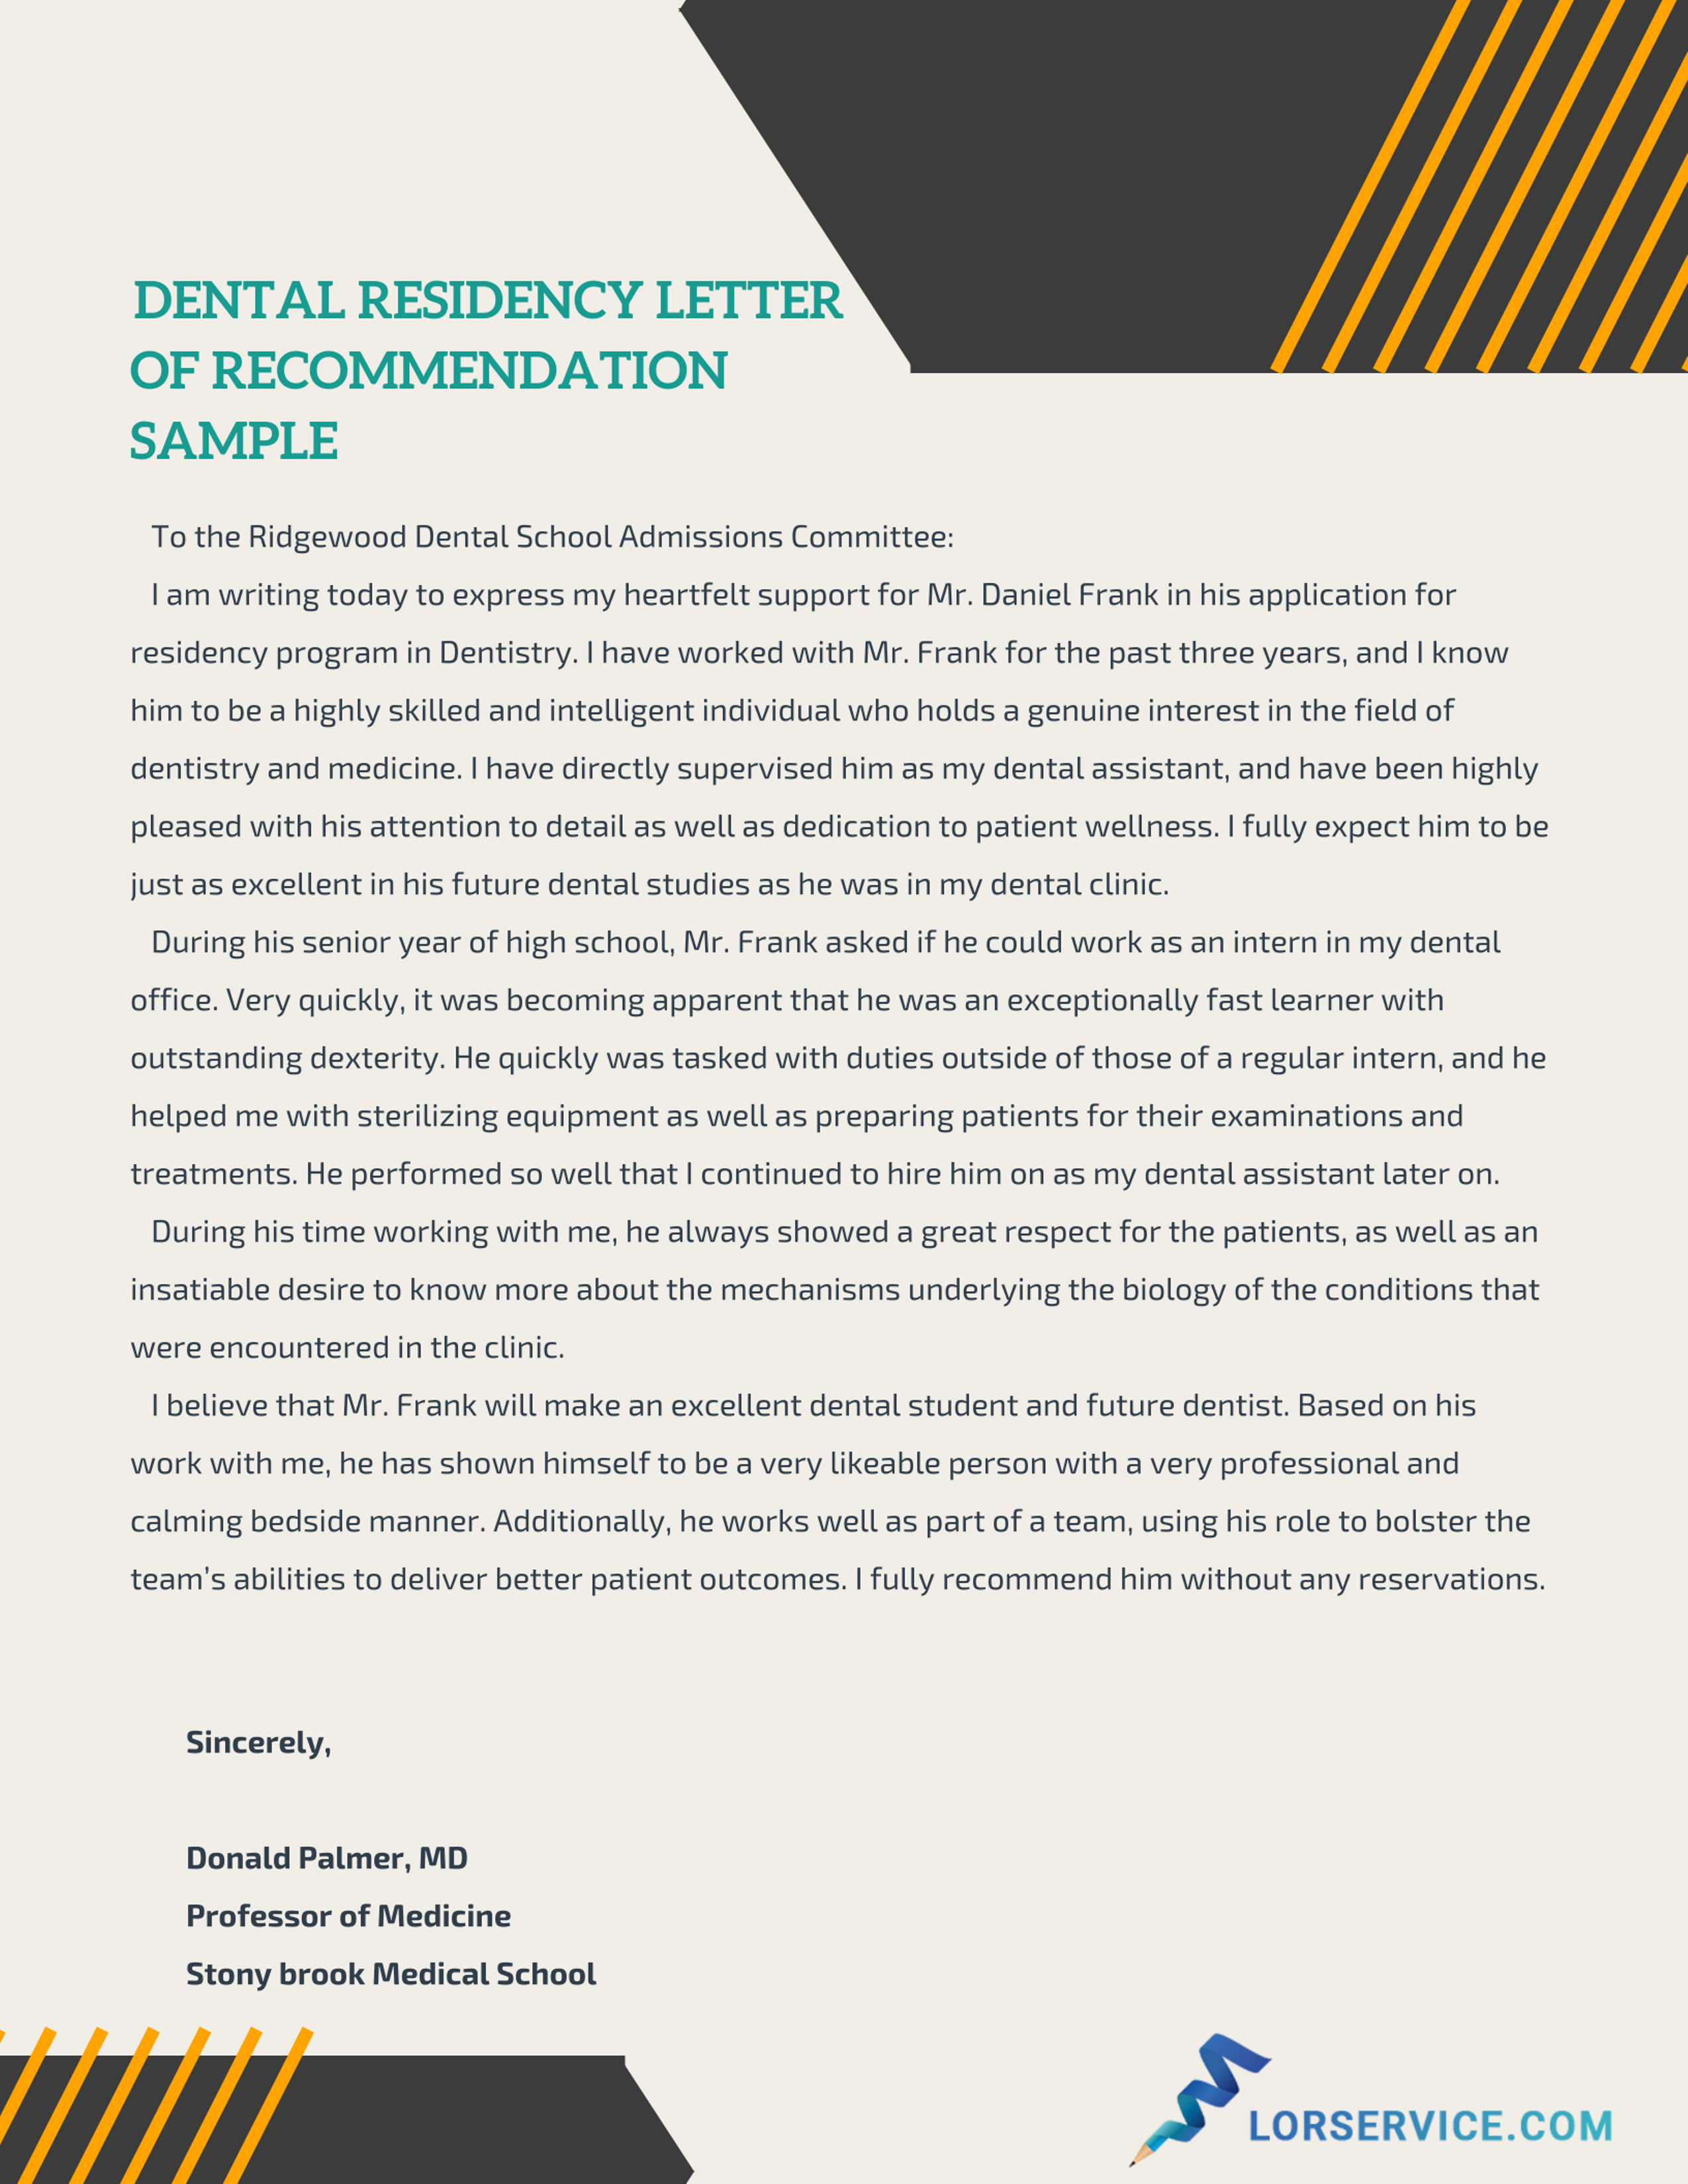 DENTAL RESIDENCY LETTER
OF RECOMMENDATION
SAMPLE
To the Ridgewood Dental School Admissions Committee:
I am writing today to express my heartfelt support for Mr. Daniel Frank in his application for
residency program in Dentistry. I have worked with Mr. Frank for the past three years, and I know
him to be a highly skilled and intelligent individual who holds a genuine interest in the field of
dentistry and medicine. I have directly supervised him as my dental assistant, and have been highly
pleased with his attention to detail as well as dedication to patient wellness. I fully expect him to be
just as excellent in his future dental studies as he was in my dental clinic.
During his senior year of high school, Mr. Frank asked if he could work as an intern in my dental
office. Very quickly, it was becoming apparent that he was an exceptionally fast learner with
outstanding dexterity. He quickly was tasked with duties outside of those of a regular intern, and he
helped me with sterilizing equipment as well as preparing patients for their examinations and
treatments. He performed so well that I continued to hire him on as my dental assistant later on.
During his time working with me, he always showed a great respect for the patients, as well as an
insatiable desire to know more about the mechanisms underlying the biology of the conditions that
were encountered in the clinic.
I believe that Mr. Frank will make an excellent dental student and future dentist. Based on his
work with me, he has shown himself to be a very likeable person with a very professional and
calming bedside manner. Additionally, he works well as part of a team, using his role to bolster the
team's abilities to deliver better patient outcomes. I fully recommend him without any reservations.
Sincerely,
Donald Palmer, MD
Professor of Medicine
Stony brook Medical School
LORSERVICE.COM